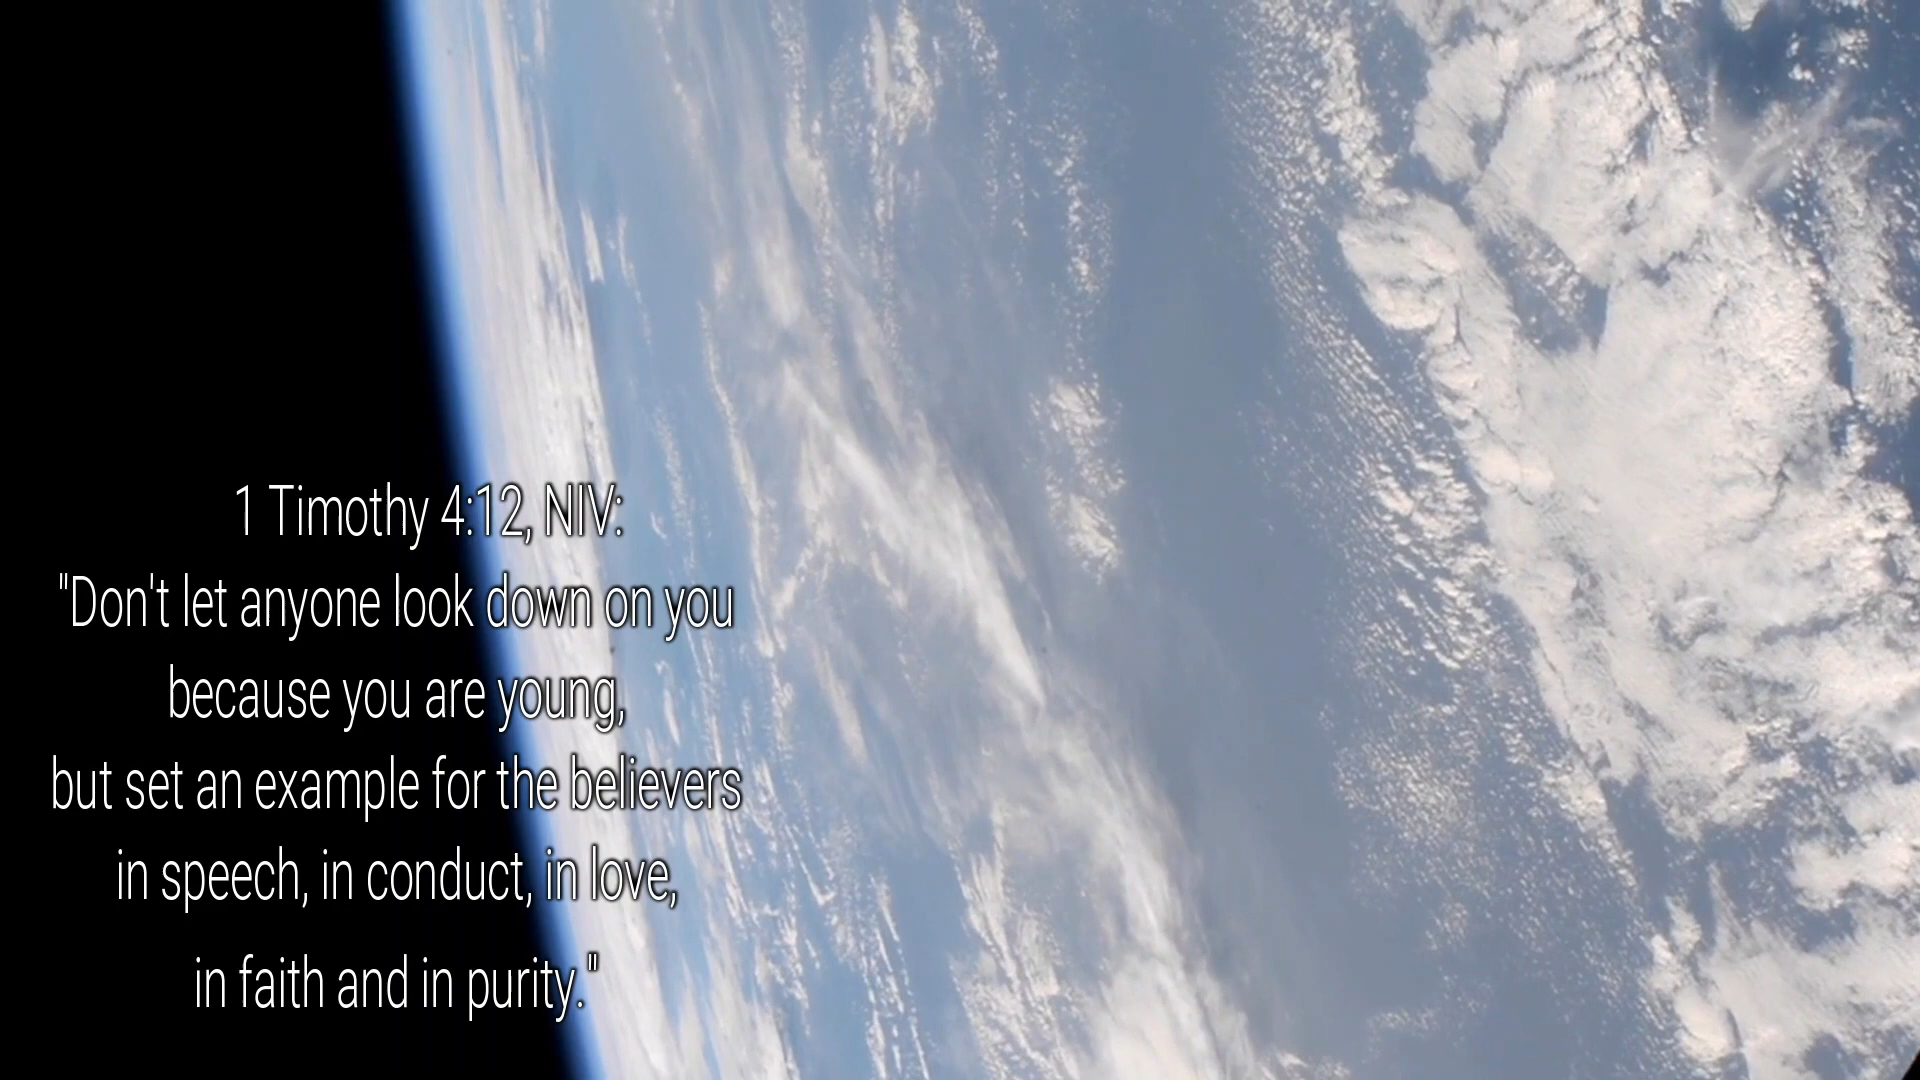 1 Timothy 4:12, NIV:
"Don't let anyone look down on you
because you are young,
but set an example for the believers
in speech, in conduct, in love,
in faith and in purity."